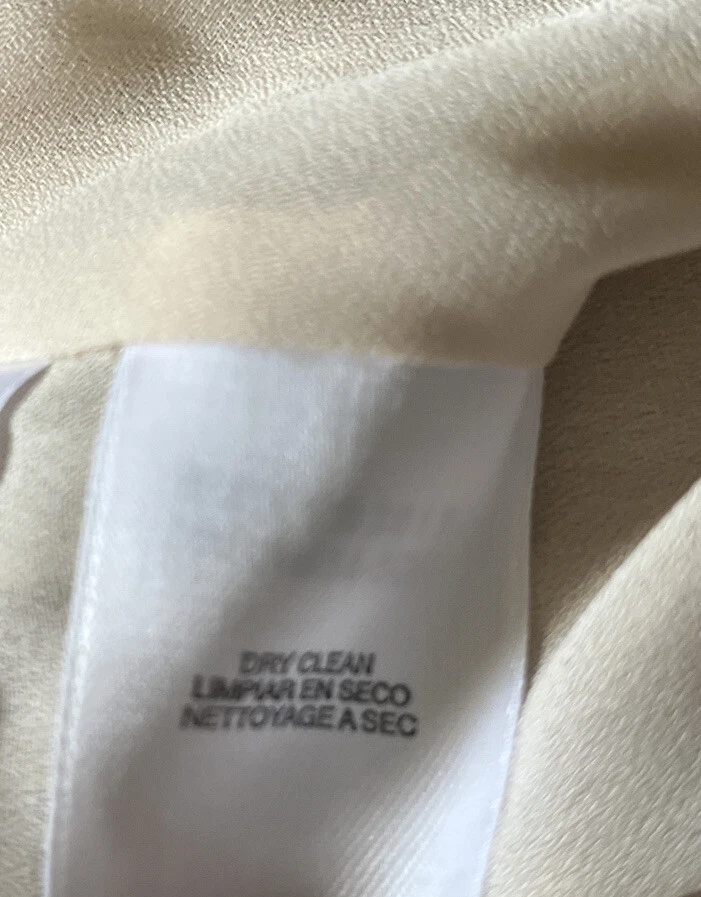 DRY CLEAN
LIMPIAR EN SECO
NETTOYAGE A SEC